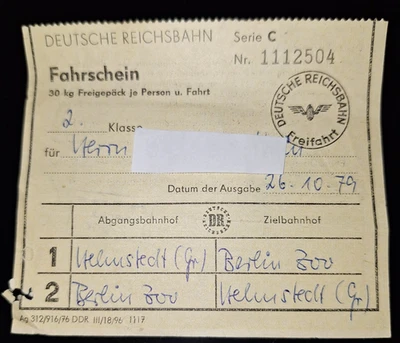 DEUTSCHE REICHSBAHN Serie C
Nr. 1112504
Fahrschein
30 kg Freigepäck je Person u. Fahrt
DEUTSCHE REICHSBAHN
Freifahrt
2. Klasse
für Herrn
Datum der Ausgabe 26.10.79
Abgangsbahnhof DR Zielbahnhof
1 Helmstedt (Gr) Berlin Zoo
2 Berlin Zoo Helmstedt (Gr)
Ag 312/916/76 DDR III/18/96 1117